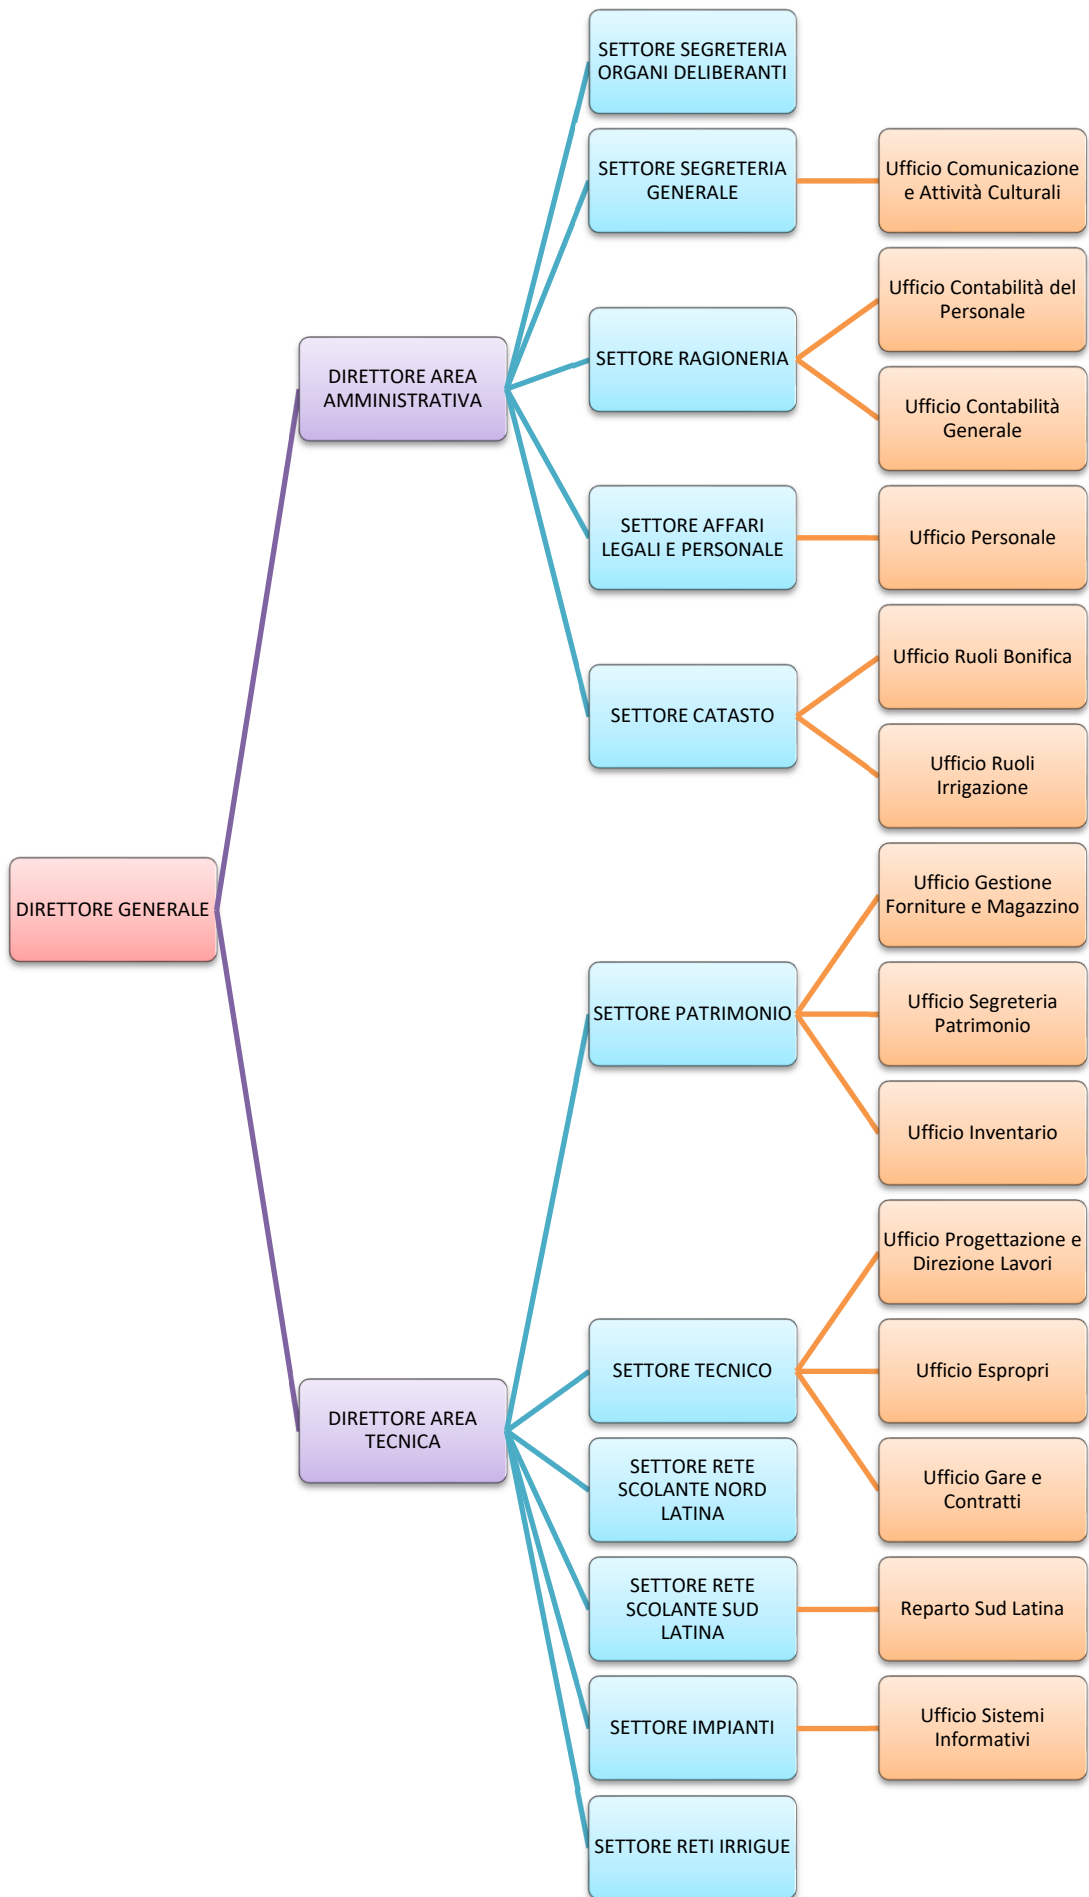 DIRETTORE GENERALE
DIRETTORE AREA
AMMINISTRATIVA
SETTORE SEGRETERIA
ORGANI DELIBERANTI
SETTORE SEGRETERIA
GENERALE
Ufficio Comunicazione
e Attività Culturali
SETTORE RAGIONERIA
Ufficio Contabilità del
Personale
Ufficio Contabilità
Generale
SETTORE AFFARI
LEGALI E PERSONALE
Ufficio Personale
SETTORE CATASTO
Ufficio Ruoli Bonifica
Ufficio Ruoli
Irrigazione
DIRETTORE AREA
TECNICA
SETTORE PATRIMONIO
Ufficio Gestione
Forniture e Magazzino
Ufficio Segreteria
Patrimonio
Ufficio Inventario
SETTORE TECNICO
Ufficio Progettazione e
Direzione Lavori
Ufficio Espropri
Ufficio Gare e
Contratti
SETTORE RETE
SCOLANTE NORD
LATINA
SETTORE RETE
SCOLANTE SUD
LATINA
Reparto Sud Latina
SETTORE IMPIANTI
Ufficio Sistemi
Informativi
SETTORE RETI IRRIGUE